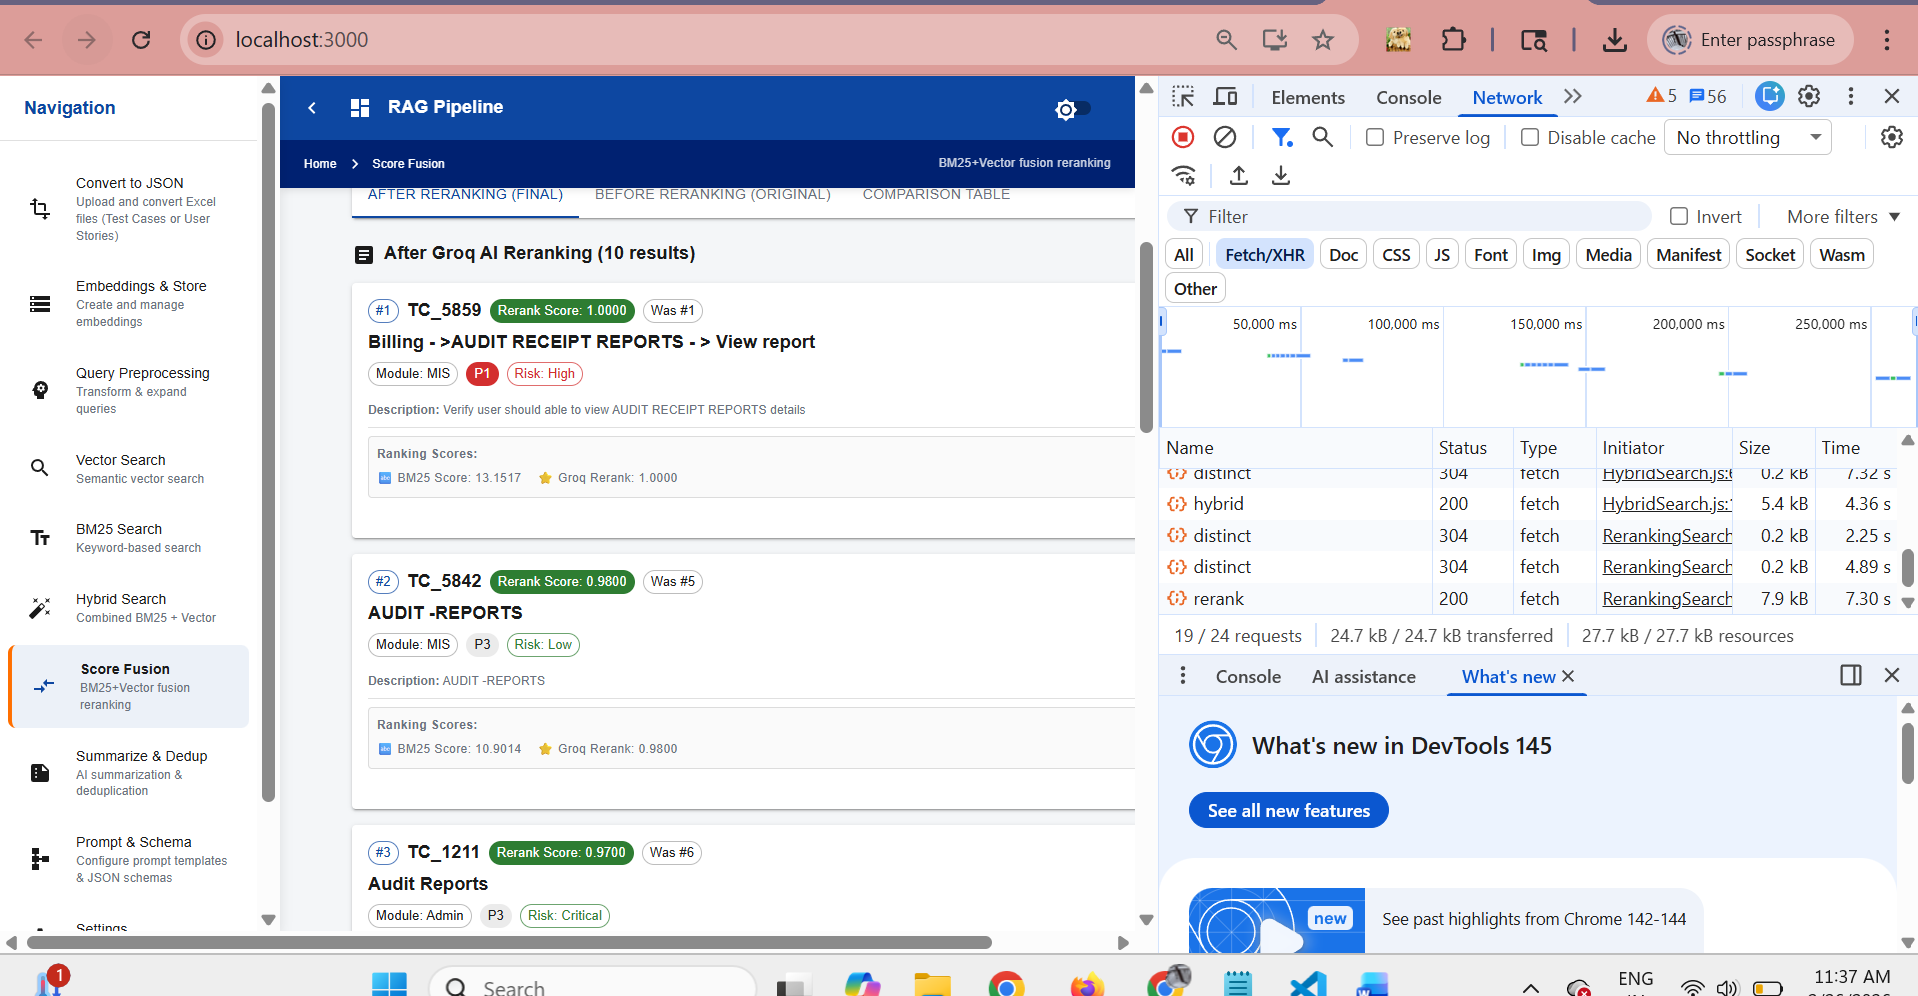 localhost:3000
Enter passphrase
Navigation
Convert to JSON
Upload and convert Excel
files (Test Cases or User
Stories)
Embeddings & Store
Create and manage
embeddings
Query Preprocessing
Transform & expand
queries
Vector Search
Semantic vector search
BM25 Search
Keyword-based search
Hybrid Search
Combined BM25 + Vector
Score Fusion
BM25+Vector fusion
reranking
Summarize & Dedup
AI summarization &
deduplication
Prompt & Schema
Configure prompt templates
& JSON schemas
Settings
RAG Pipeline
Home
Score Fusion
BM25+Vector fusion reranking
AFTER RERANKING (FINAL)
BEFORE RERANKING (ORIGINAL)
COMPARISON TABLE
After Groq AI Reranking (10 results)
#1 TC_5859 Rerank Score: 1.0000 Was #1
Billing - >AUDIT RECEIPT REPORTS - > View report
Module: MIS P1 Risk: High
Description: Verify user should able to view AUDIT RECEIPT REPORTS details
Ranking Scores:
abc BM25 Score: 13.1517 Groq Rerank: 1.0000
#2 TC_5842 Rerank Score: 0.9800 Was #5
AUDIT -REPORTS
Module: MIS P3 Risk: Low
Description: AUDIT -REPORTS
Ranking Scores:
abc BM25 Score: 10.9014 Groq Rerank: 0.9800
#3 TC_1211 Rerank Score: 0.9700 Was #6
Audit Reports
Module: Admin P3 Risk: Critical
Elements Console Network 5 56
Preserve log Disable cache No throttling
Filter Invert More filters
All Fetch/XHR Doc CSS JS Font Img Media Manifest Socket Wasm
Other
50,000 ms 100,000 ms 150,000 ms 200,000 ms 250,000 ms
Name Status Type Initiator Size Time
distinct 304 fetch HybridSearch.js: 0.2 kB 7.32 s
hybrid 200 fetch HybridSearch.js: 5.4 kB 4.36 s
distinct 304 fetch RerankingSearch 0.2 kB 2.25 s
distinct 304 fetch RerankingSearch 0.2 kB 4.89 s
rerank 200 fetch RerankingSearch 7.9 kB 7.30 s
19 / 24 requests 24.7 kB / 24.7 kB transferred 27.7 kB / 27.7 kB resources
Console AI assistance What's new
What's new in DevTools 145
See all new features
new
See past highlights from Chrome 142-144
1
Search
ENG
11:37 AM